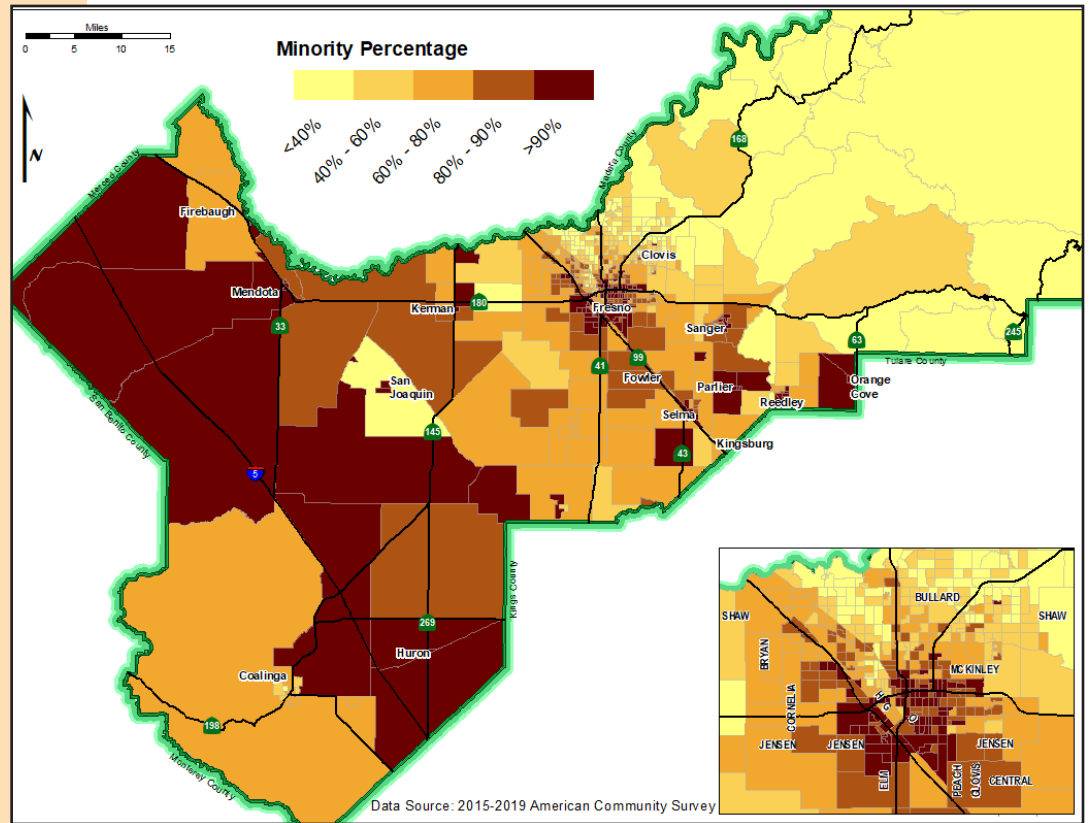 Miles
0 5 10 15
Minority Percentage
<40%
40% - 60%
60% - 80%
80% - 90%
>90%
N
Merced County
Madera County
168
Firebaugh
Clovis
Mendota
Kerman
180
Fresno
33
Sanger
63
245
Tulare County
41
99
Fowler
San
Joaquin
Parlier
Orange
Cove
Reedley
Selma
145
Kingsburg
43
San Benito County
5
Kings County
269
Huron
Coalinga
198
Monterey County
Data Source: 2015-2019 American Community Survey
BULLARD
SHAW
SHAW
BRYAN
MCKINLEY
CORNELIA
H
G
O
JENSEN
JENSEN
JENSEN
ELM
PEACH
CLOVIS
CENTRAL